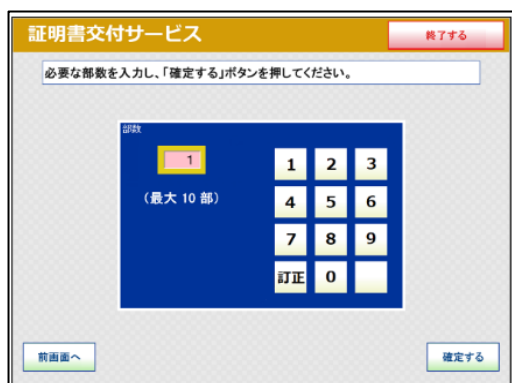 証明書交付サービス
終了する
必要な部数を入力し、「確定する」ボタンを押してください。
部数
1
(最大 10 部)
1 2 3
4 5 6
7 8 9
訂正 0
前画面へ
確定する